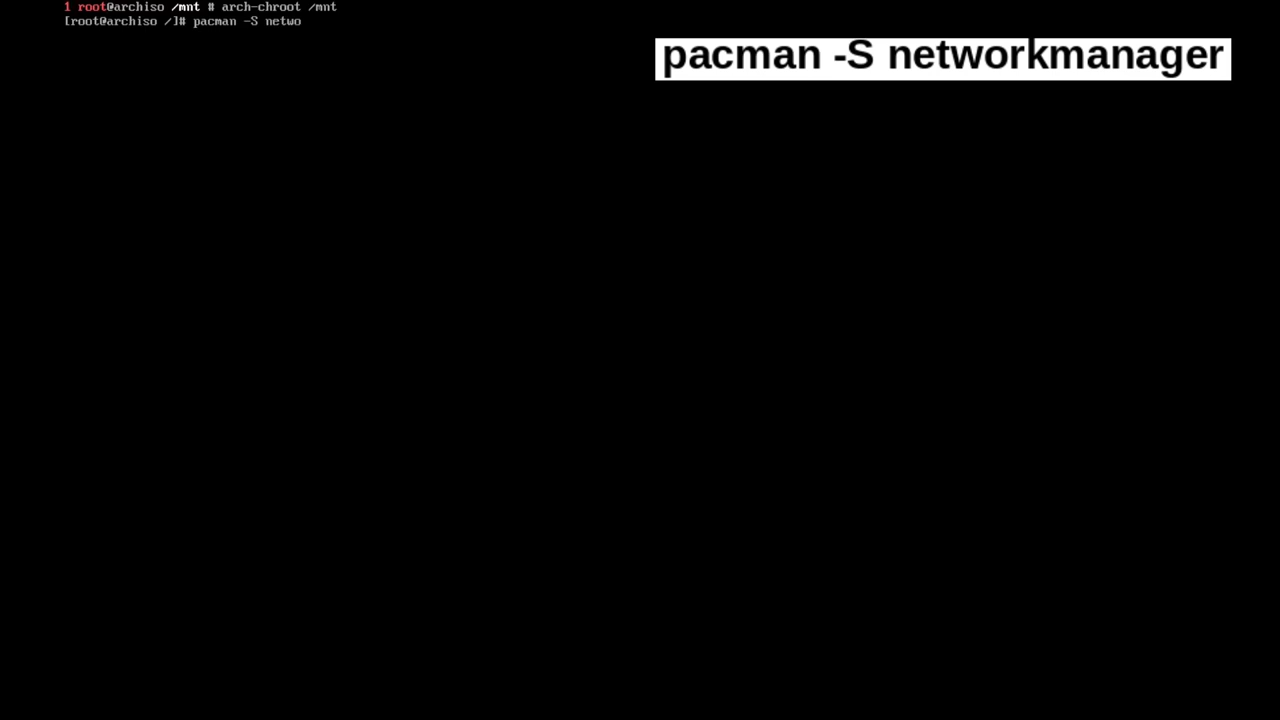 1 root@archiso /mnt # arch-chroot /mnt
[root@archiso /]# pacman -S netwo
pacman -S networkmanager